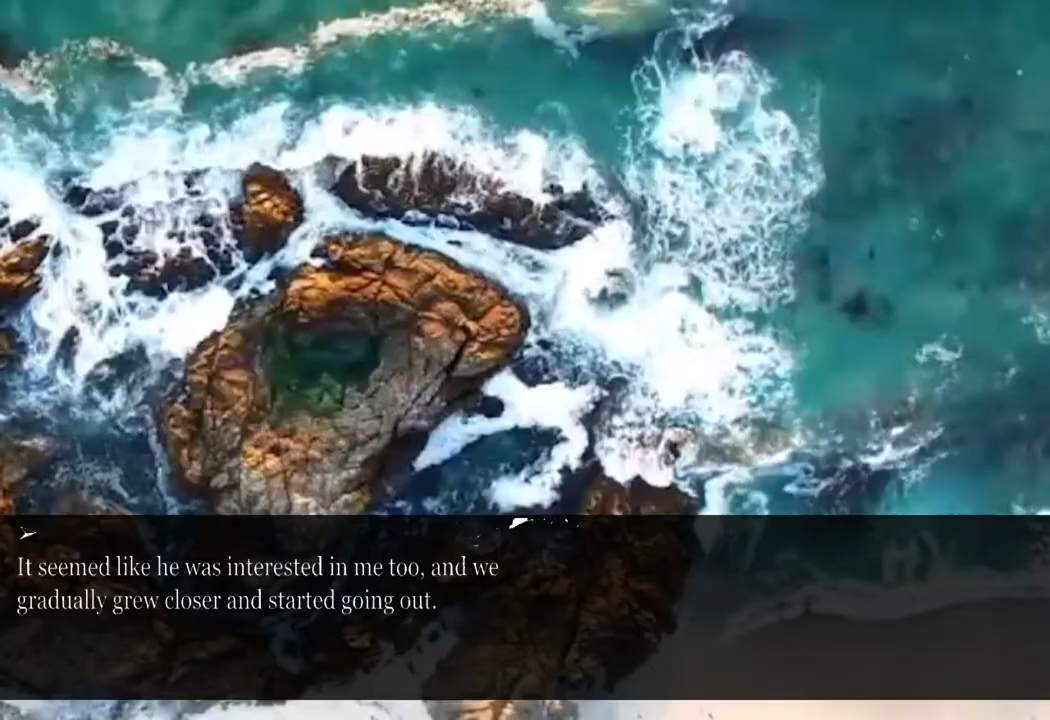 It seemed like he was interested in me too, and we
gradually grew closer and started going out.